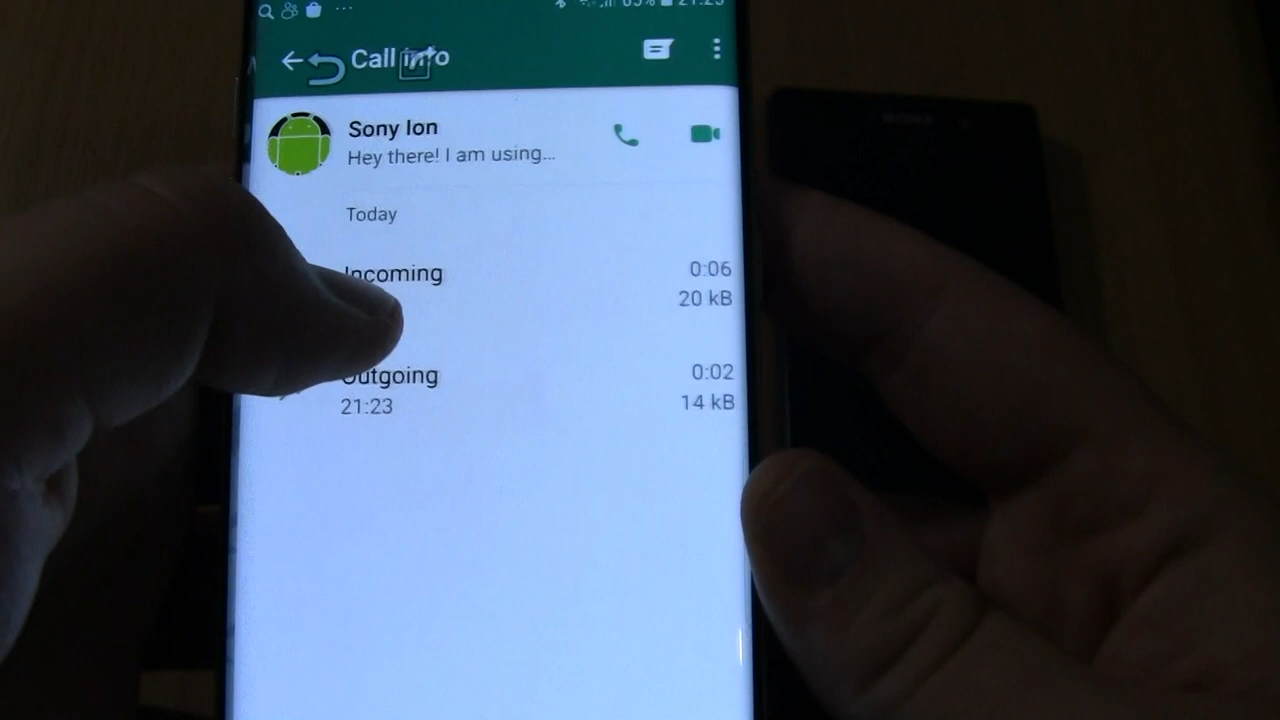 Call info
Sony Ion
Hey there! I am using...
Today
Incoming 0:06
20 kB
Outgoing 0:02
21:23 14 kB